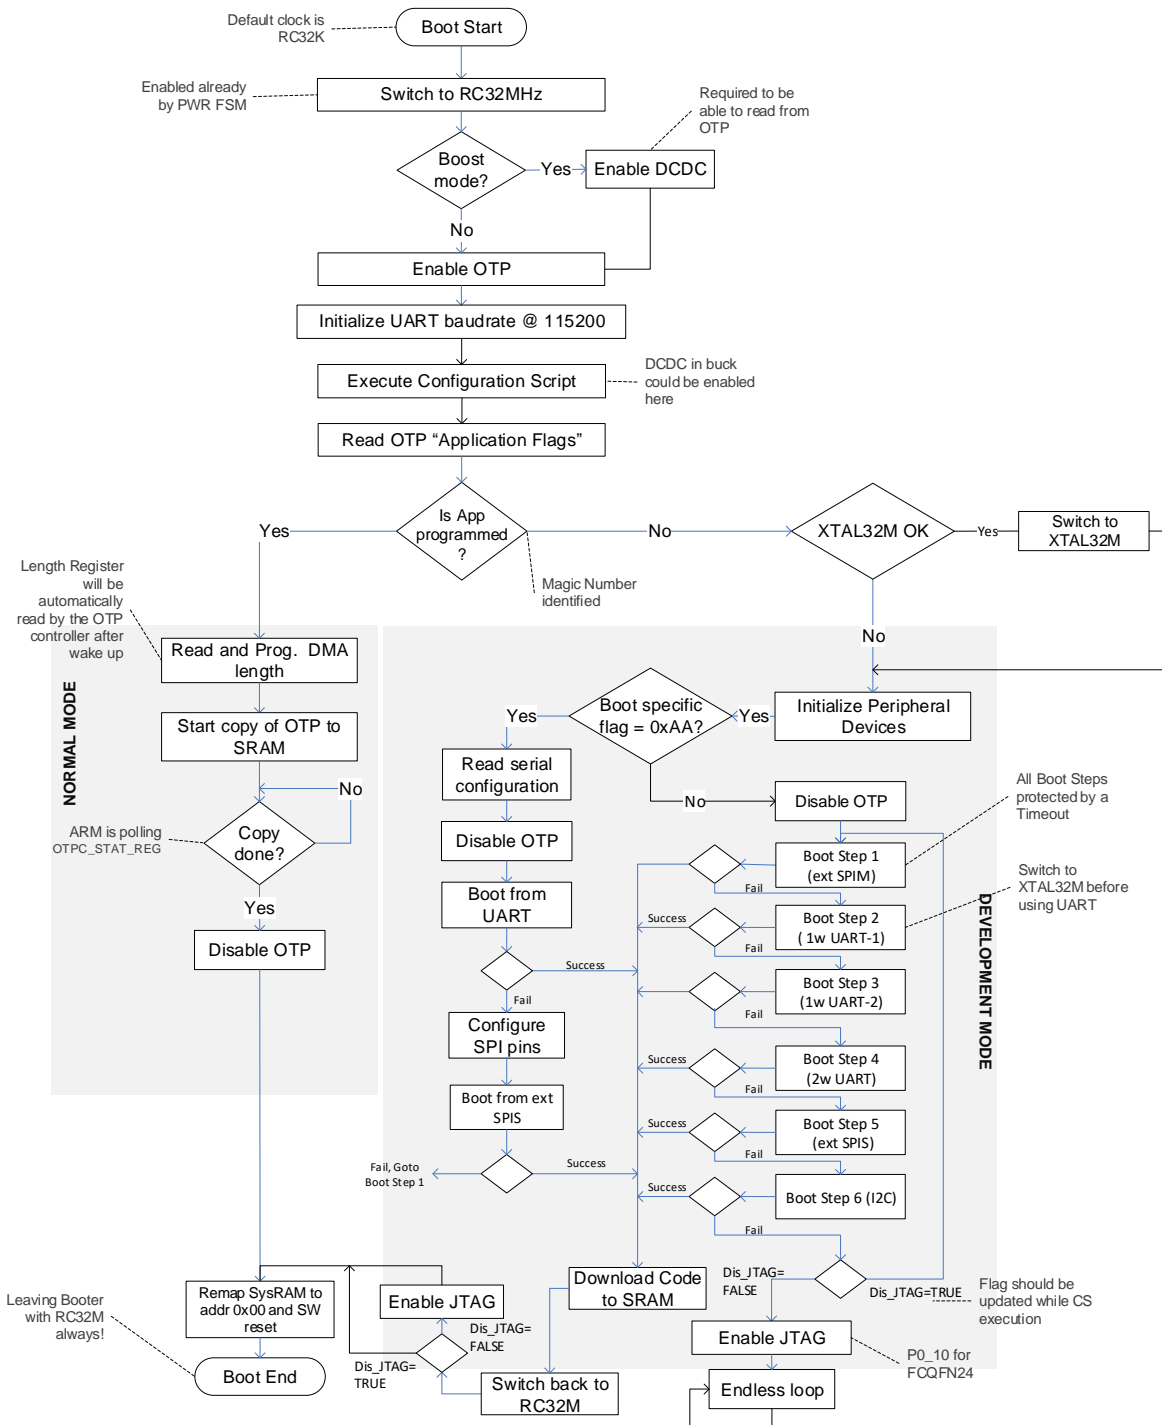 Default clock is
RC32K
Boot Start
Enabled already
by PWR FSM
Switch to RC32MHz
Required to be
able to read from
OTP
Boost
mode?
Yes
Enable DCDC
No
Enable OTP
Initialize UART baudrate @ 115200
Execute Configuration Script
DCDC in buck
could be enabled
here
Read OTP “Application Flags”
Is App
programmed
?
Yes
No
XTAL32M OK
Yes
Switch to
XTAL32M
Magic Number
identified
Length Register
will be
automatically
read by the OTP
controller after
wake up
No
NORMAL MODE
Read and Prog. DMA
length
Start copy of OTP to
SRAM
No
ARM is polling
OTPC_STAT_REG
Copy
done?
Yes
Disable OTP
Initialize Peripheral
Devices
Yes
Boot specific
flag = 0xAA?
Yes
No
Read serial
configuration
Disable OTP
Boot from
UART
Success
Fail
Configure
SPI pins
Boot from ext
SPIS
Fail, Goto
Boot Step 1
Success
Disable OTP
All Boot Steps
protected by a
Timeout
Boot Step 1
(ext SPIM)
Fail
Switch to
XTAL32M before
using UART
DEVELOPMENT MODE
Success
Boot Step 2
( 1w UART-1)
Fail
Boot Step 3
(1w UART-2)
Fail
Success
Boot Step 4
(2w UART)
Fail
Success
Boot Step 5
(ext SPIS)
Fail
Success
Boot Step 6 (I2C)
Fail
Dis_JTAG=
FALSE
Dis_JTAG=TRUE
Flag should be
updated while CS
execution
Download Code
to SRAM
Enable JTAG
P0_10 for
FCQFN24
Endless loop
Switch back to
RC32M
Enable JTAG
Dis_JTAG=
FALSE
Dis_JTAG=
TRUE
Leaving Booter
with RC32M
always!
Remap SysRAM to
addr 0x00 and SW
reset
Boot End